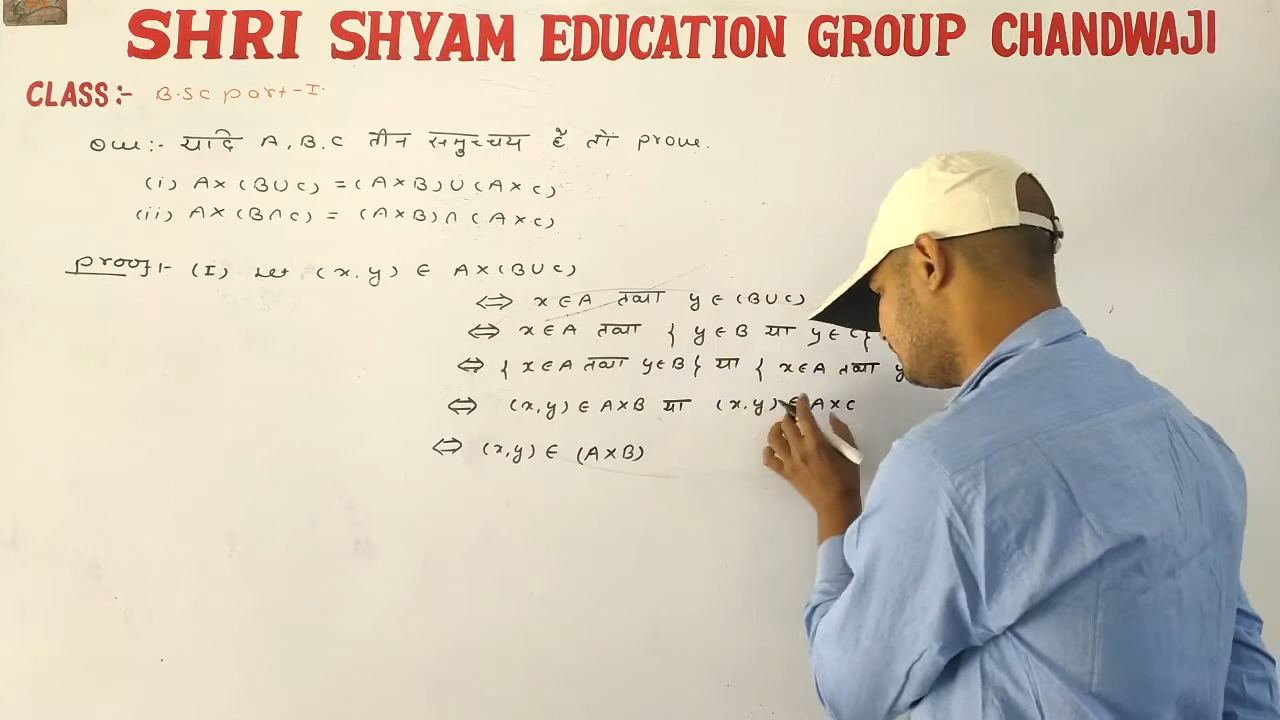 SHRI SHYAM EDUCATION GROUP CHANDWAJI
CLASS:- B.Sc part-I.
Que:- यदि A, B, C तीन समुच्चय है तो prove.
(i) A×(B∪C) = (A×B)∪(A×C)
(ii) A×(B∩C) = (A×B)∩(A×C)
Proof:- (I) Let (x,y) ∈ A×(B∪C)
⇔ x∈A तथा y∈(B∪C)
⇔ x∈A तथा { y∈B या y∈C}
⇔ { x∈A तथा y∈B} या { x∈A तथा y
⇔ (x,y) ∈ A×B या (x,y) ∈ A×C
⇔ (x,y) ∈ (A×B)